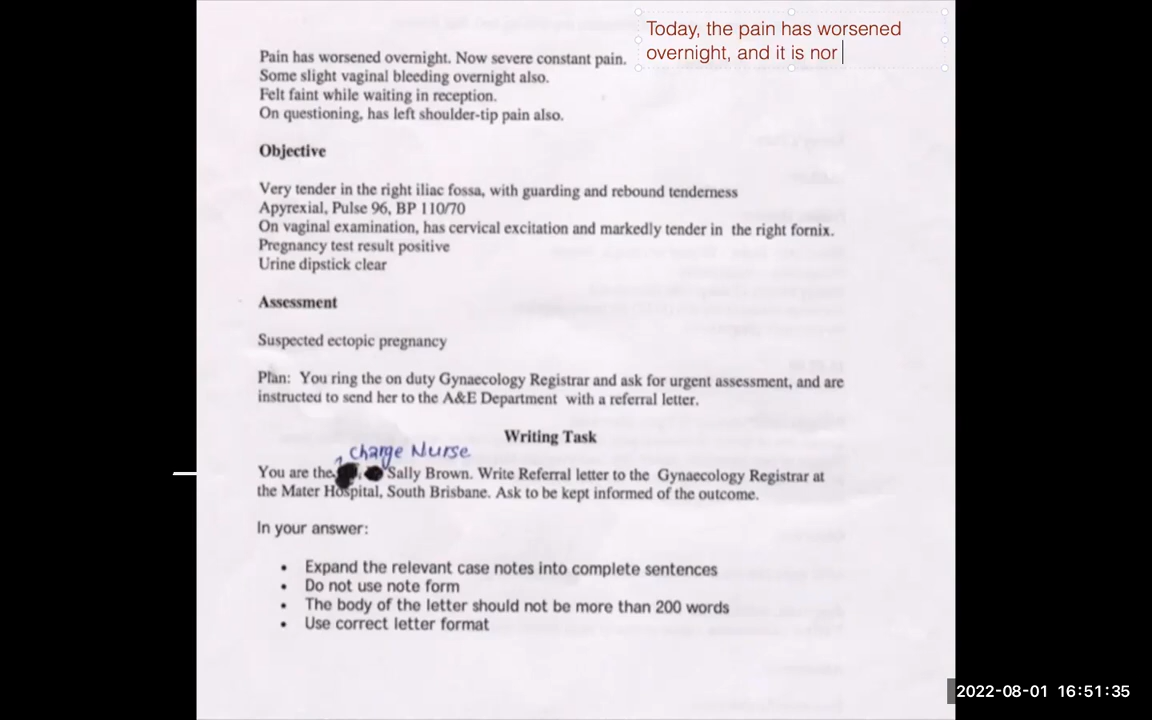 Today, the pain has worsened
overnight, and it is nor
Pain has worsened overnight. Now severe constant pain.
Some slight vaginal bleeding overnight also.
Felt faint while waiting in reception.
On questioning, has left shoulder-tip pain also.
Objective
Very tender in the right iliac fossa, with guarding and rebound tenderness
Apyrexial, Pulse 96, BP 110/70
On vaginal examination, has cervical excitation and markedly tender in the right fornix.
Pregnancy test result positive
Urine dipstick clear
Assessment
Suspected ectopic pregnancy
Plan: You ring the on duty Gynaecology Registrar and ask for urgent assessment, and are
instructed to send her to the A&E Department with a referral letter.
Writing Task
charge Nurse
You are the Sally Brown. Write Referral letter to the Gynaecology Registrar at
the Mater Hospital, South Brisbane. Ask to be kept informed of the outcome.
In your answer:
• Expand the relevant case notes into complete sentences
• Do not use note form
• The body of the letter should not be more than 200 words
• Use correct letter format
2022-08-01 16:51:35